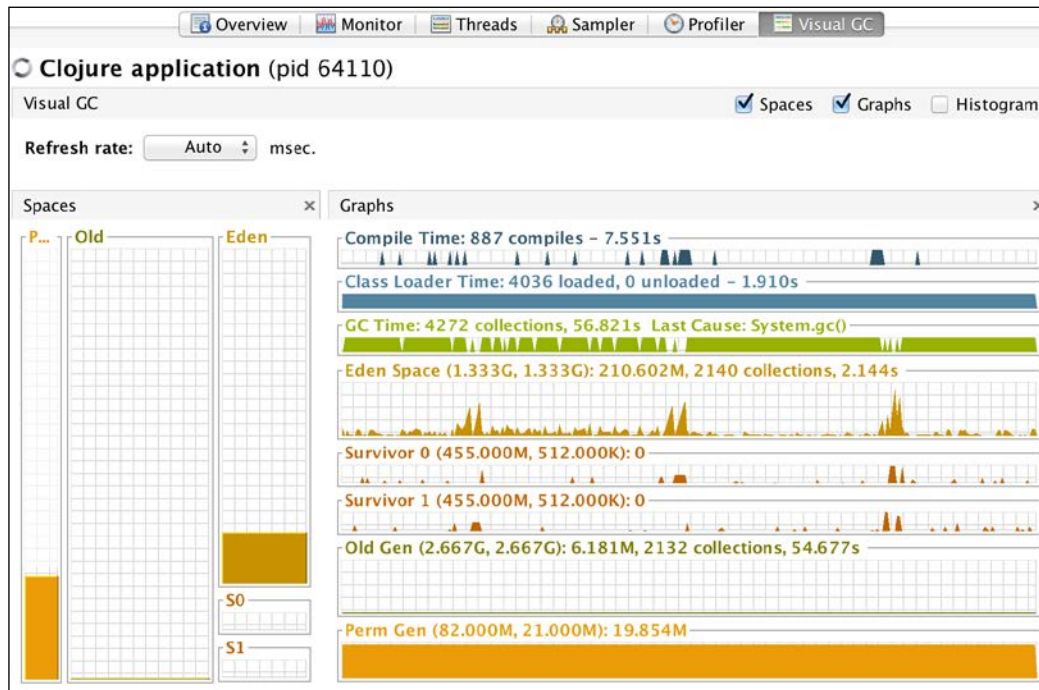 Overview Monitor Threads Sampler Profiler Visual GC
Clojure application (pid 64110)
Visual GC Spaces Graphs Histogram
Refresh rate: Auto msec.
Spaces
P... Old Eden
S0
S1
Graphs
Compile Time: 887 compiles - 7.551s
Class Loader Time: 4036 loaded, 0 unloaded - 1.910s
GC Time: 4272 collections, 56.821s Last Cause: System.gc()
Eden Space (1.333G, 1.333G): 210.602M, 2140 collections, 2.144s
Survivor 0 (455.000M, 512.000K): 0
Survivor 1 (455.000M, 512.000K): 0
Old Gen (2.667G, 2.667G): 6.181M, 2132 collections, 54.677s
Perm Gen (82.000M, 21.000M): 19.854M